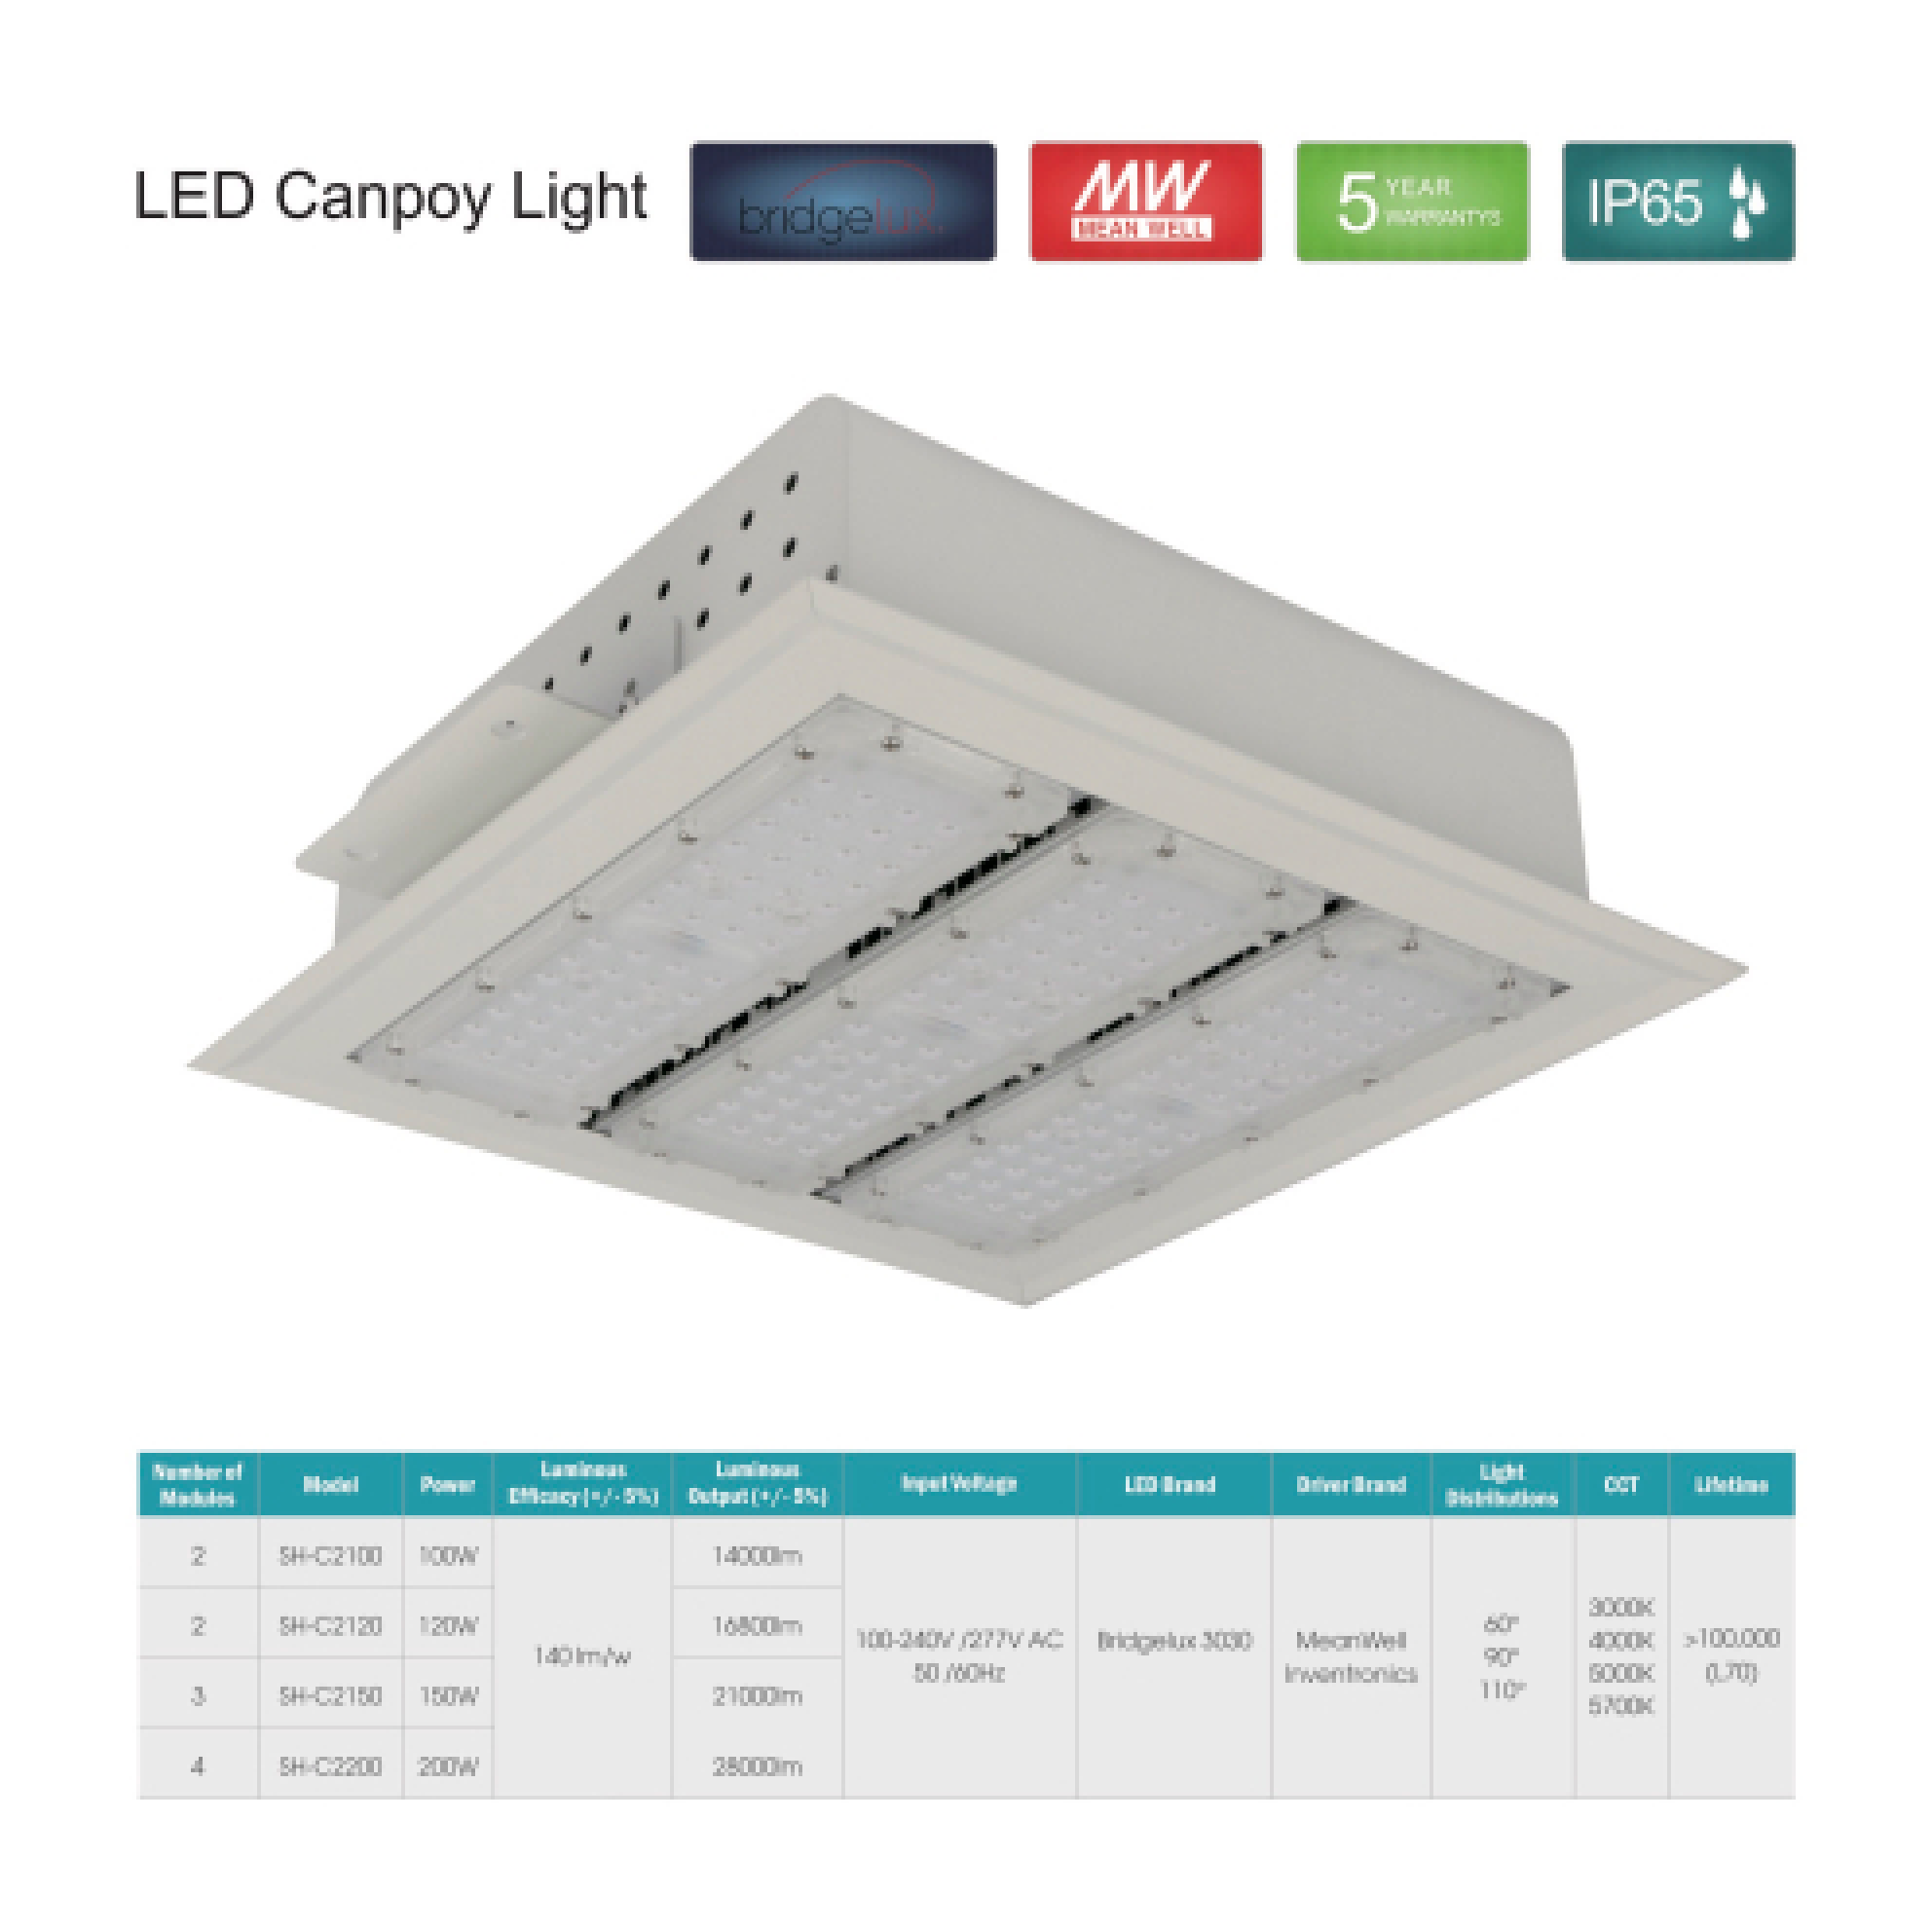 LED Canpoy Light
bridgelux.
MW
MEAN WELL
5 YEAR
WARRANTYS
IP65
Number of Modules
Model
Power
Luminous Efficacy (+/- 5%)
Luminous Output (+/- 5%)
Input Voltage
LED Brand
Driver Brand
Light Distributions
CCT
Lifetime
2 SH-C2100 100W 14000lm
2 SH-C2120 120W 16800lm
3 SH-C2150 150W 21000lm
4 SH-C2200 200W 28000lm
140 lm/w
100-240V /277V AC
50 /60Hz
Bridgelux 3030
MeanWell
Inventronics
60°
90°
110°
3000K
4000K
5000K
5700K
>100.000
(L70)